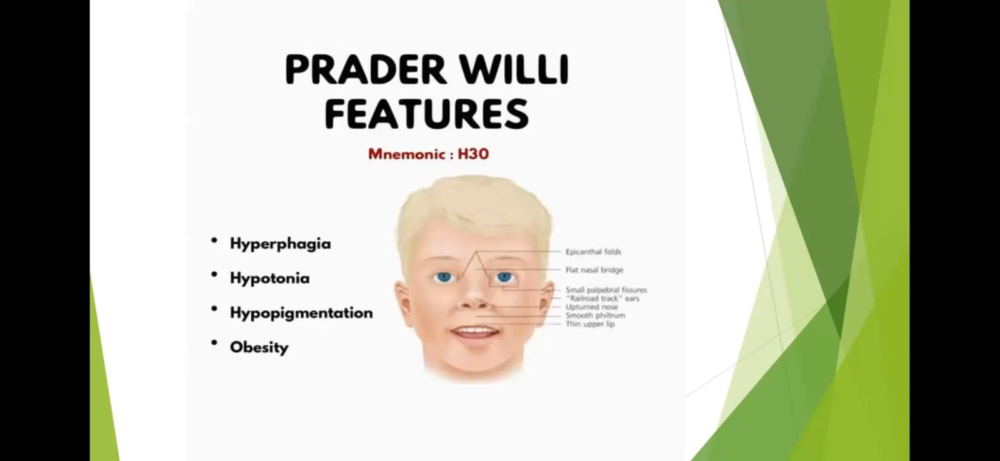 PRADER WILLI
FEATURES
Mnemonic : H3O
• Hyperphagia
• Hypotonia
• Hypopigmentation
• Obesity
Epicanthal folds
Flat nasal bridge
Small palpebral fissures
"Railroad track" ears
Upturned nose
Smooth philtrum
Thin upper lip